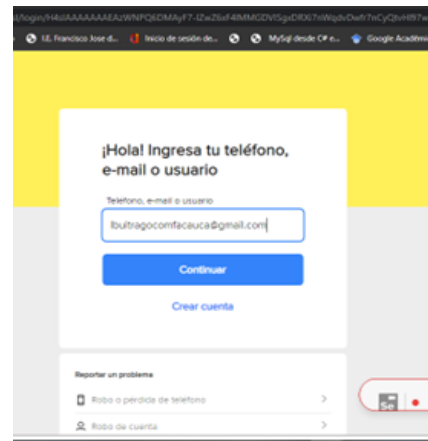 I.E. Francisco Jose d... Inicio de sesión de... MySql desde C# e... Google Académi
¡Hola! Ingresa tu teléfono,
e-mail o usuario
Teléfono, e-mail o usuario
lbuitragocomfacauca@gmail.com
Continuar
Crear cuenta
Reportar un problema
Robo o pérdida de teléfono
Robo de cuenta
Se